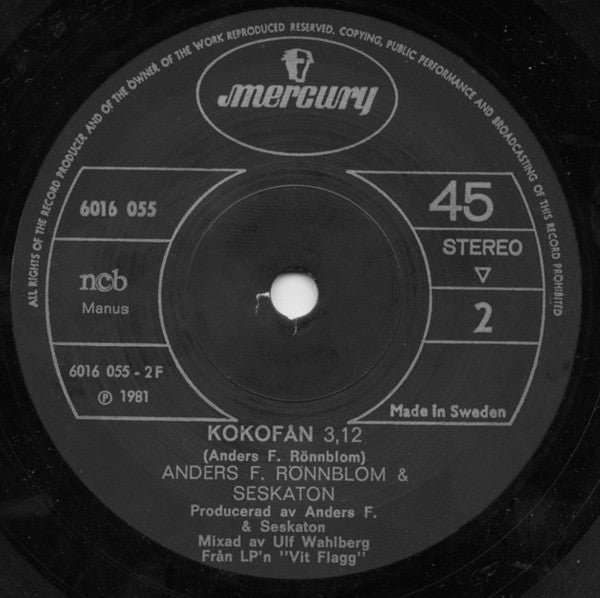 ALL RIGHTS OF THE RECORD PRODUCER AND OF THE OWNER OF THE WORK REPRODUCED RESERVED. COPYING, PUBLIC PERFORMANCE AND BROADCASTING OF THIS RECORD PROHIBITED
mercury
6016 055
45
STEREO
ncb
Manus
2
6016 055 - 2F
℗ 1981
Made in Sweden
KOKOFÅN 3,12
(Anders F. Rönnblom)
ANDERS F. RÖNNBLOM &
SESKATON
Producerad av Anders F.
& Seskaton
Mixad av Ulf Wahlberg
Från LP'n "Vit Flagg"